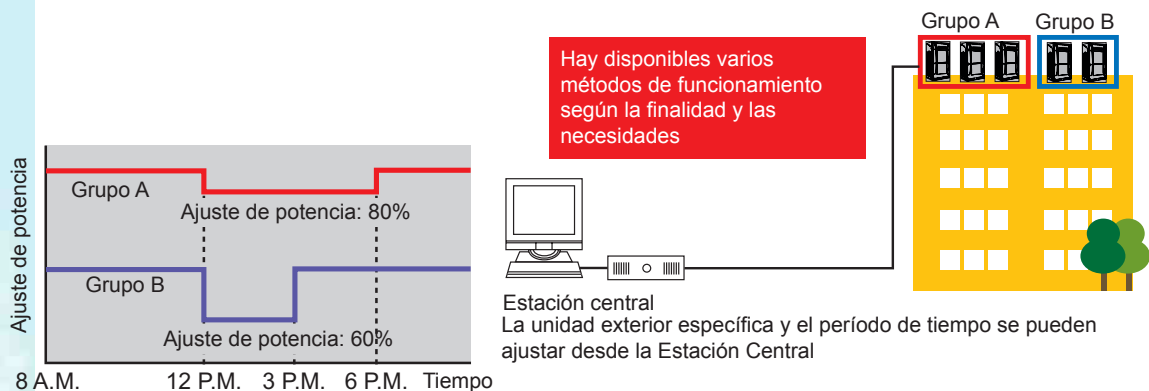 Grupo A
Grupo B
Hay disponibles varios
métodos de funcionamiento
según la finalidad y las
necesidades
Ajuste de potencia
Grupo A
Ajuste de potencia: 80%
Grupo B
Ajuste de potencia: 60%
8 A.M.
12 P.M.
3 P.M.
6 P.M.
Tiempo
Estación central
La unidad exterior específica y el período de tiempo se pueden
ajustar desde la Estación Central